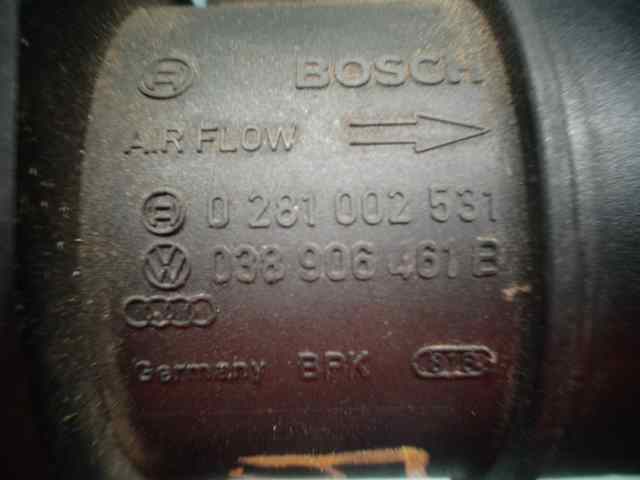 BOSCH
AIR FLOW
0 281 002 531
038 906 461 B
Germany BPK